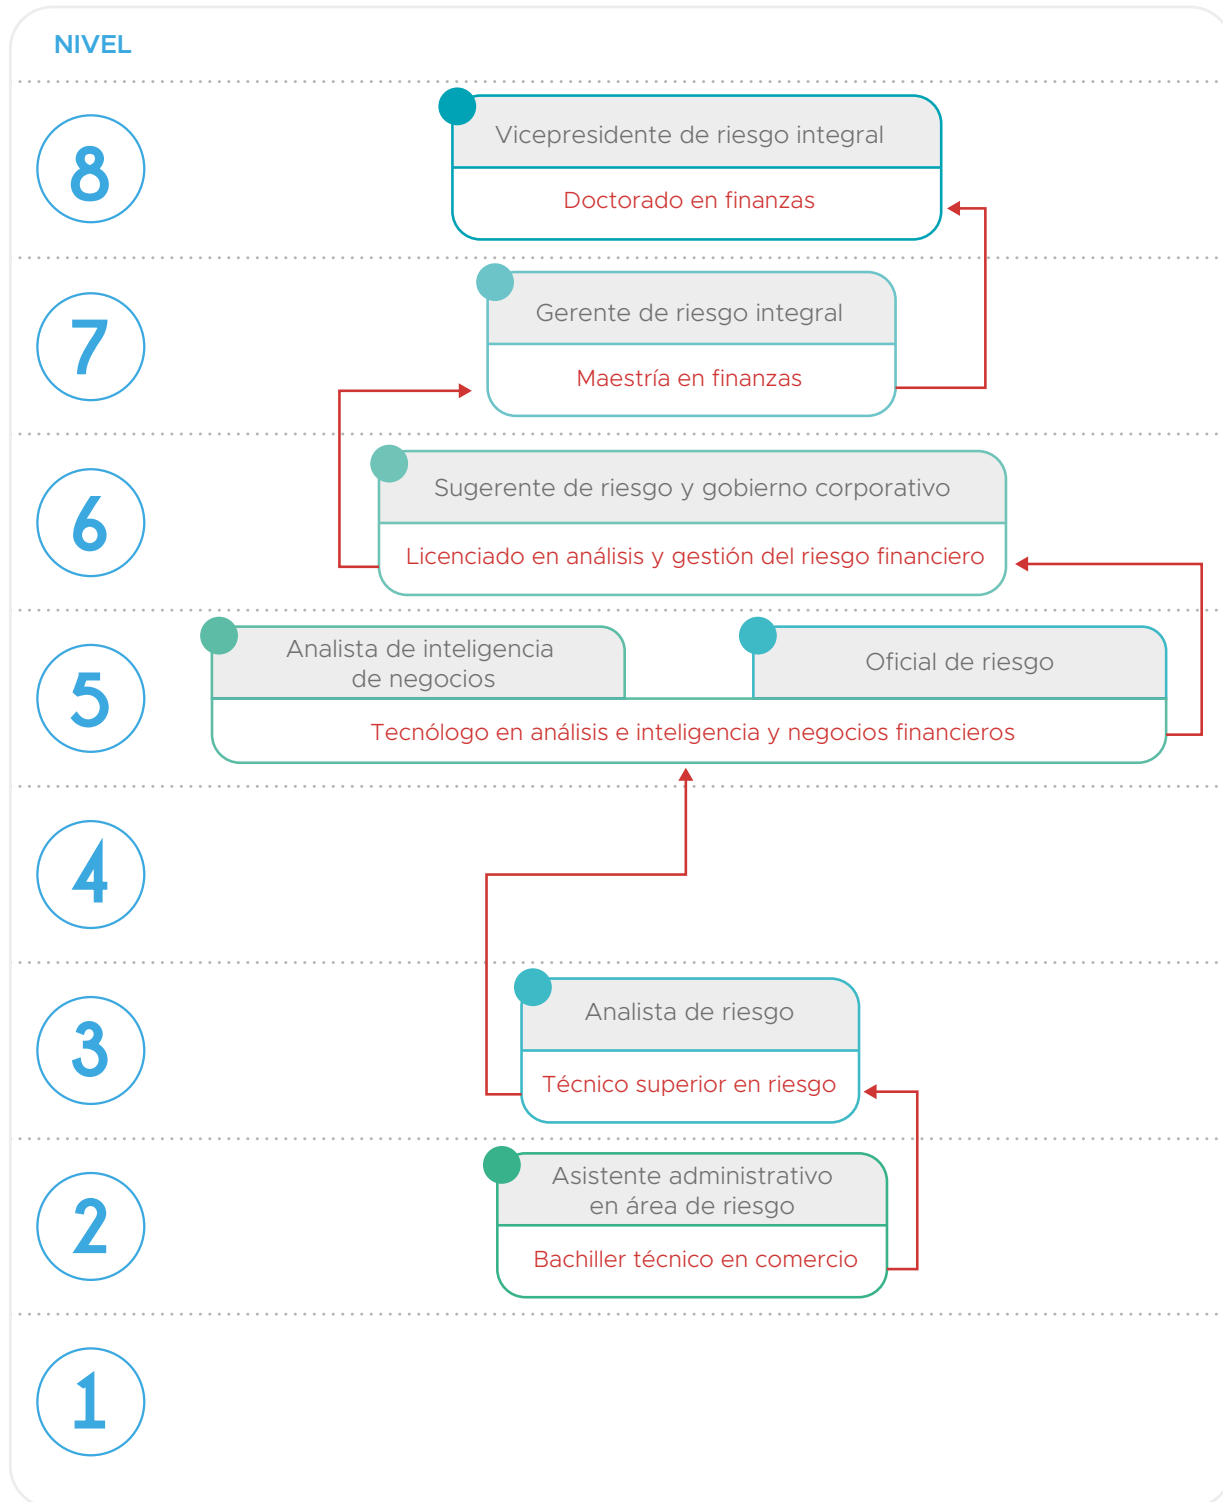 NIVEL
8
Vicepresidente de riesgo integral
Doctorado en finanzas
7
Gerente de riesgo integral
Maestría en finanzas
6
Sugerente de riesgo y gobierno corporativo
Licenciado en análisis y gestión del riesgo financiero
5
Analista de inteligencia
de negocios
Oficial de riesgo
Tecnólogo en análisis e inteligencia y negocios financieros
4
3
Analista de riesgo
Técnico superior en riesgo
2
Asistente administrativo
en área de riesgo
Bachiller técnico en comercio
1